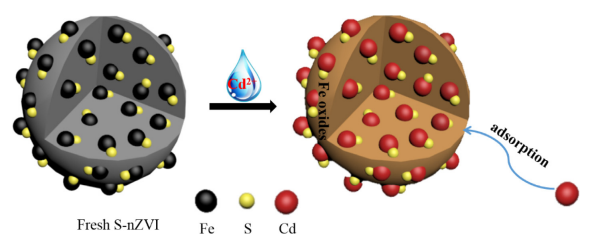 Cd²⁺
Fe oxides
adsorption
Fresh S-nZVI
Fe
S
Cd